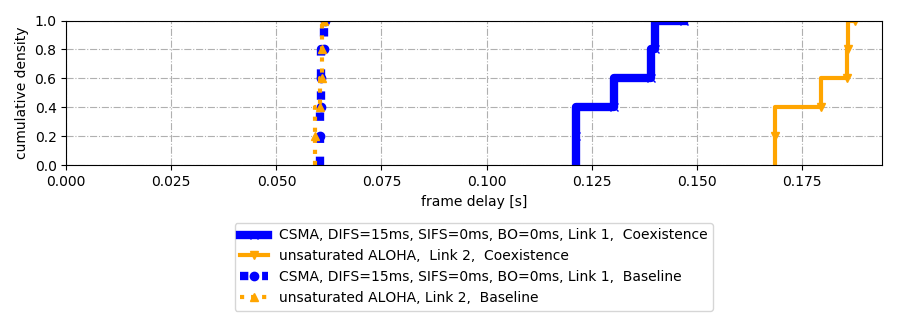 1.0
0.8
0.6
0.4
0.2
0.0
cumulative density
0.000 0.025 0.050 0.075 0.100 0.125 0.150 0.175
frame delay [s]
CSMA, DIFS=15ms, SIFS=0ms, BO=0ms, Link 1, Coexistence
unsaturated ALOHA, Link 2, Coexistence
CSMA, DIFS=15ms, SIFS=0ms, BO=0ms, Link 1, Baseline
unsaturated ALOHA, Link 2, Baseline